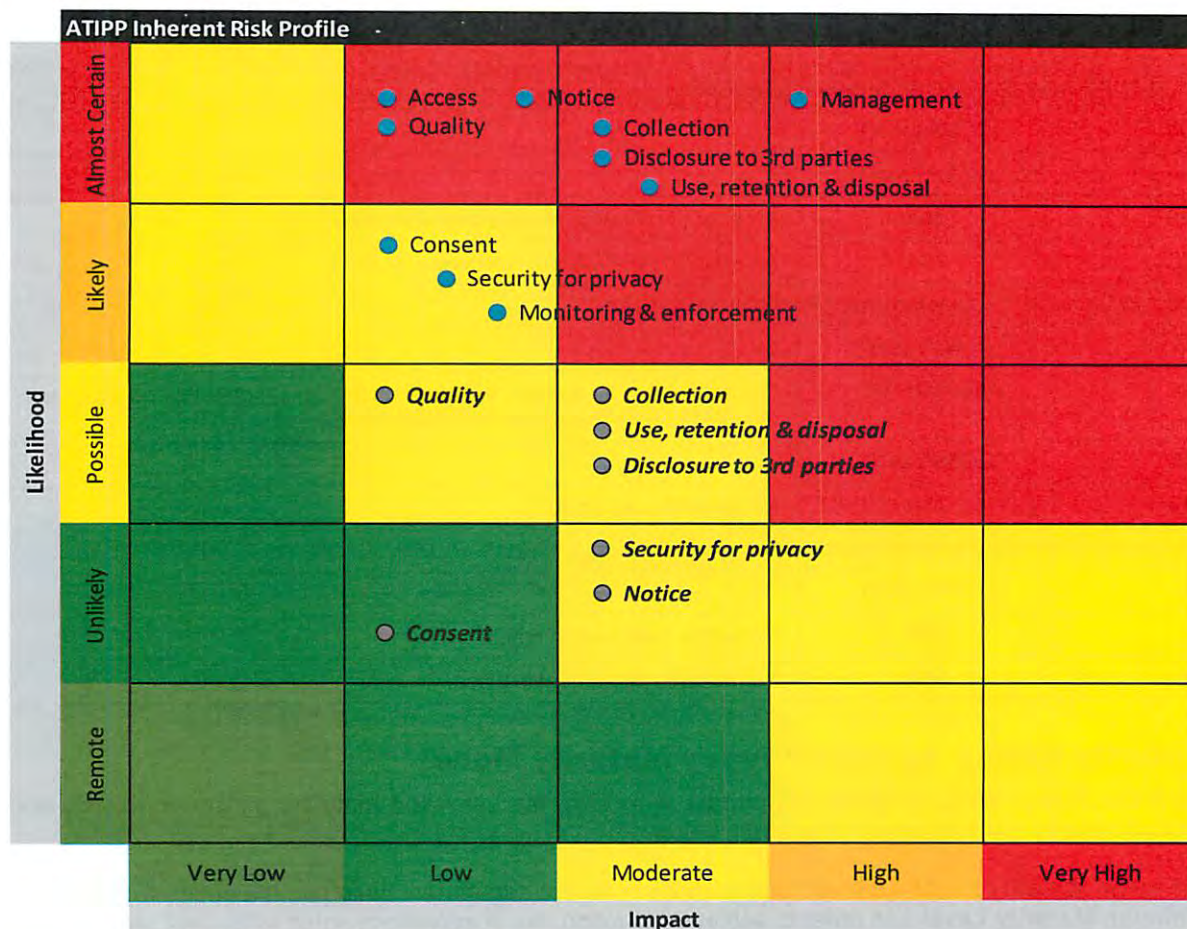 ATIPP Inherent Risk Profile
Almost Certain
Access
Notice
Management
Quality
Collection
Disclosure to 3rd parties
Use, retention & disposal
Likely
Consent
Security for privacy
Monitoring & enforcement
Likelihood
Possible
Quality
Collection
Use, retention & disposal
Disclosure to 3rd parties
Unlikely
Security for privacy
Notice
Consent
Remote
Very Low
Low
Moderate
High
Very High
Impact